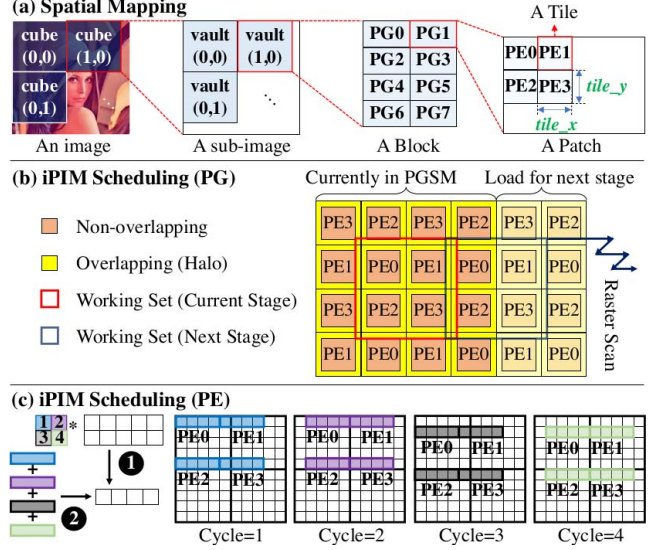 (a) Spatial Mapping
A Tile
cube (0,0)
cube (1,0)
cube (0,1)
vault (0,0)
vault (1,0)
vault (0,1)
PG0 PG1
PG2 PG3
PG4 PG5
PG6 PG7
PE0 PE1
PE2 PE3
tile_y
tile_x
An image
A sub-image
A Block
A Patch
(b) iPIM Scheduling (PG)
Currently in PGSM
Load for next stage
Non-overlapping
Overlapping (Halo)
Working Set (Current Stage)
Working Set (Next Stage)
PE3 PE2 PE3 PE2 PE3 PE2
PE1 PE0 PE1 PE0 PE1 PE0
PE3 PE2 PE3 PE2 PE3 PE2
PE1 PE0 PE1 PE0 PE1 PE0
Raster Scan
(c) iPIM Scheduling (PE)
1 2 *
3 4
1
+
+
2
+
PE0 PE1
PE2 PE3
Cycle=1
PE0 PE1
PE2 PE3
Cycle=2
PE0 PE1
PE2 PE3
Cycle=3
PE0 PE1
PE2 PE3
Cycle=4